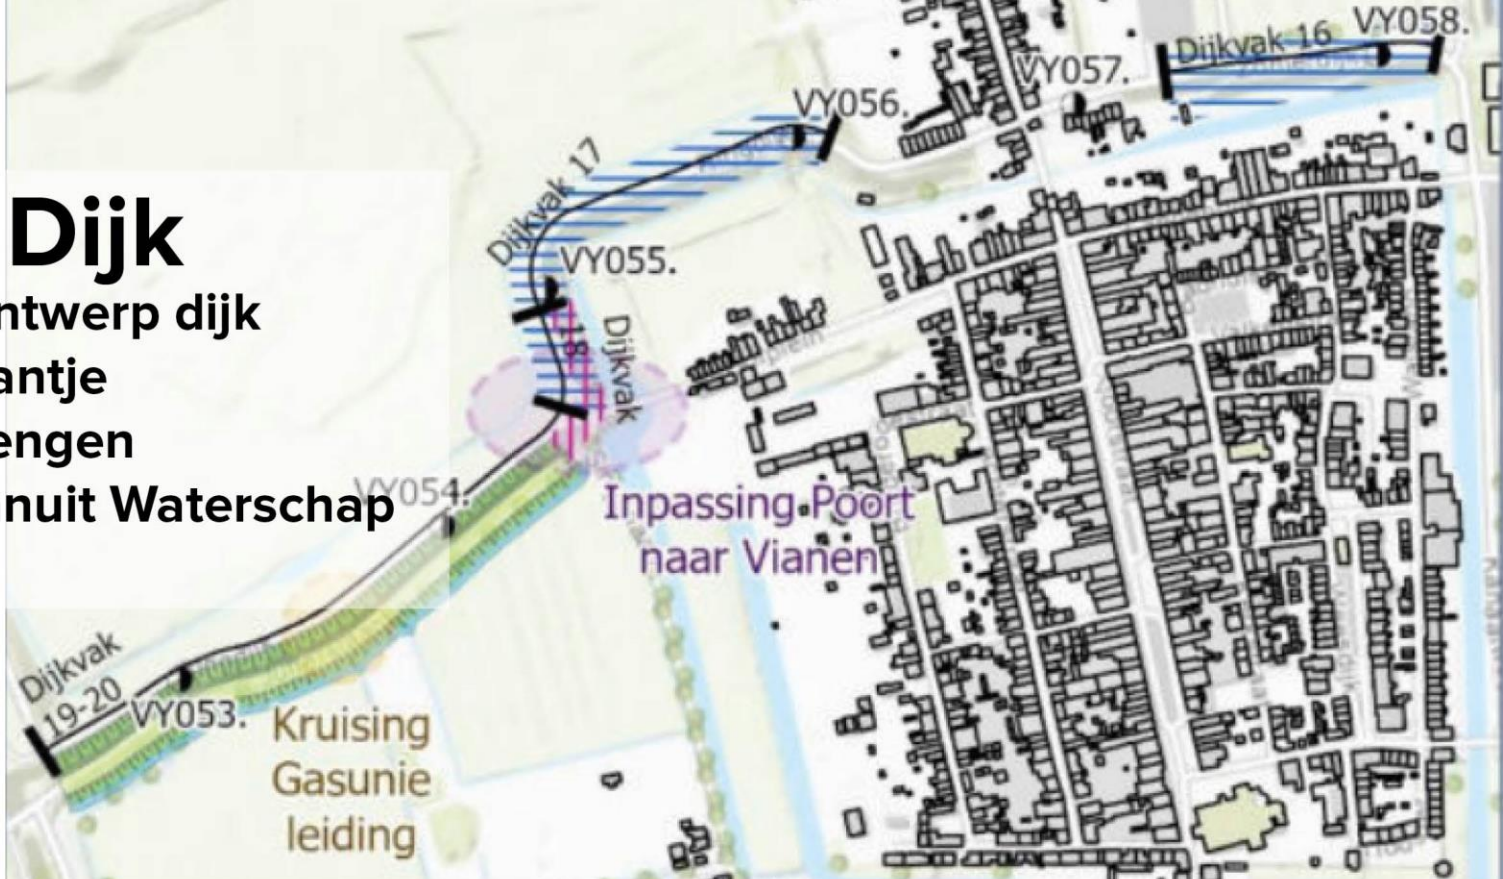 Dijk
ntwerp dijk
antje
engen
nuit Waterschap
Dijkvak 16
VY058.
VY057.
VY056.
Dijkvak 17
VY055.
Dijkvak
18
VY054.
Inpassing Poort
naar Vianen
Dijkvak
19-20
VY053.
Kruising
Gasunie
leiding
Voorstraat